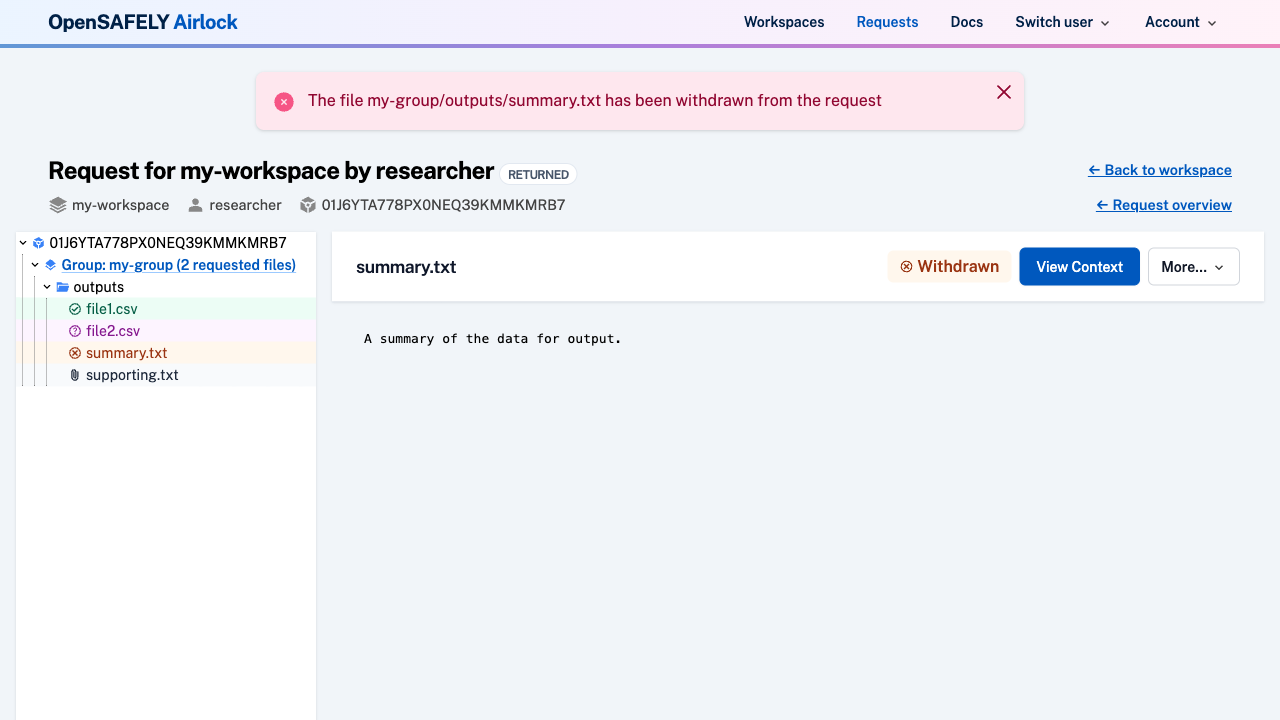 OpenSAFELY Airlock
Workspaces Requests Docs Switch user Account
The file my-group/outputs/summary.txt has been withdrawn from the request
Request for my-workspace by researcher RETURNED
← Back to workspace
my-workspace researcher 01J6YTA778PX0NEQ39KMMKMRB7
← Request overview
01J6YTA778PX0NEQ39KMMKMRB7
Group: my-group (2 requested files)
outputs
file1.csv
file2.csv
summary.txt
supporting.txt
summary.txt
Withdrawn View Context More...
A summary of the data for output.